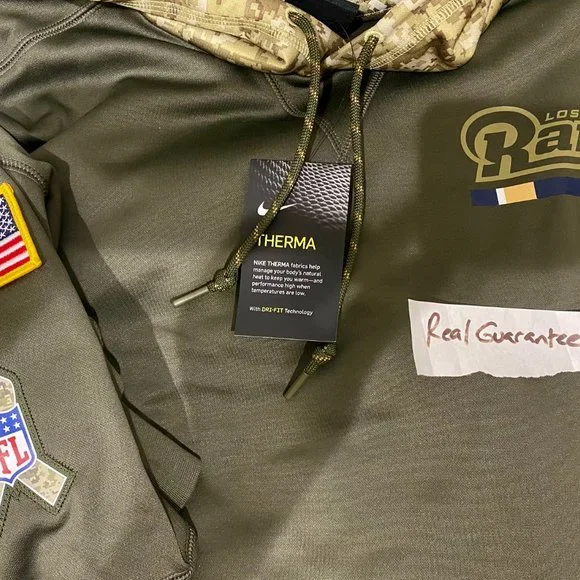 LOS
Ra
THERMA
NIKE THERMA fabrics help
manage your body's natural
heat to keep you warm—and
performance high when
temperatures are low.
With DRI-FIT Technology
Real Guarantee
FL